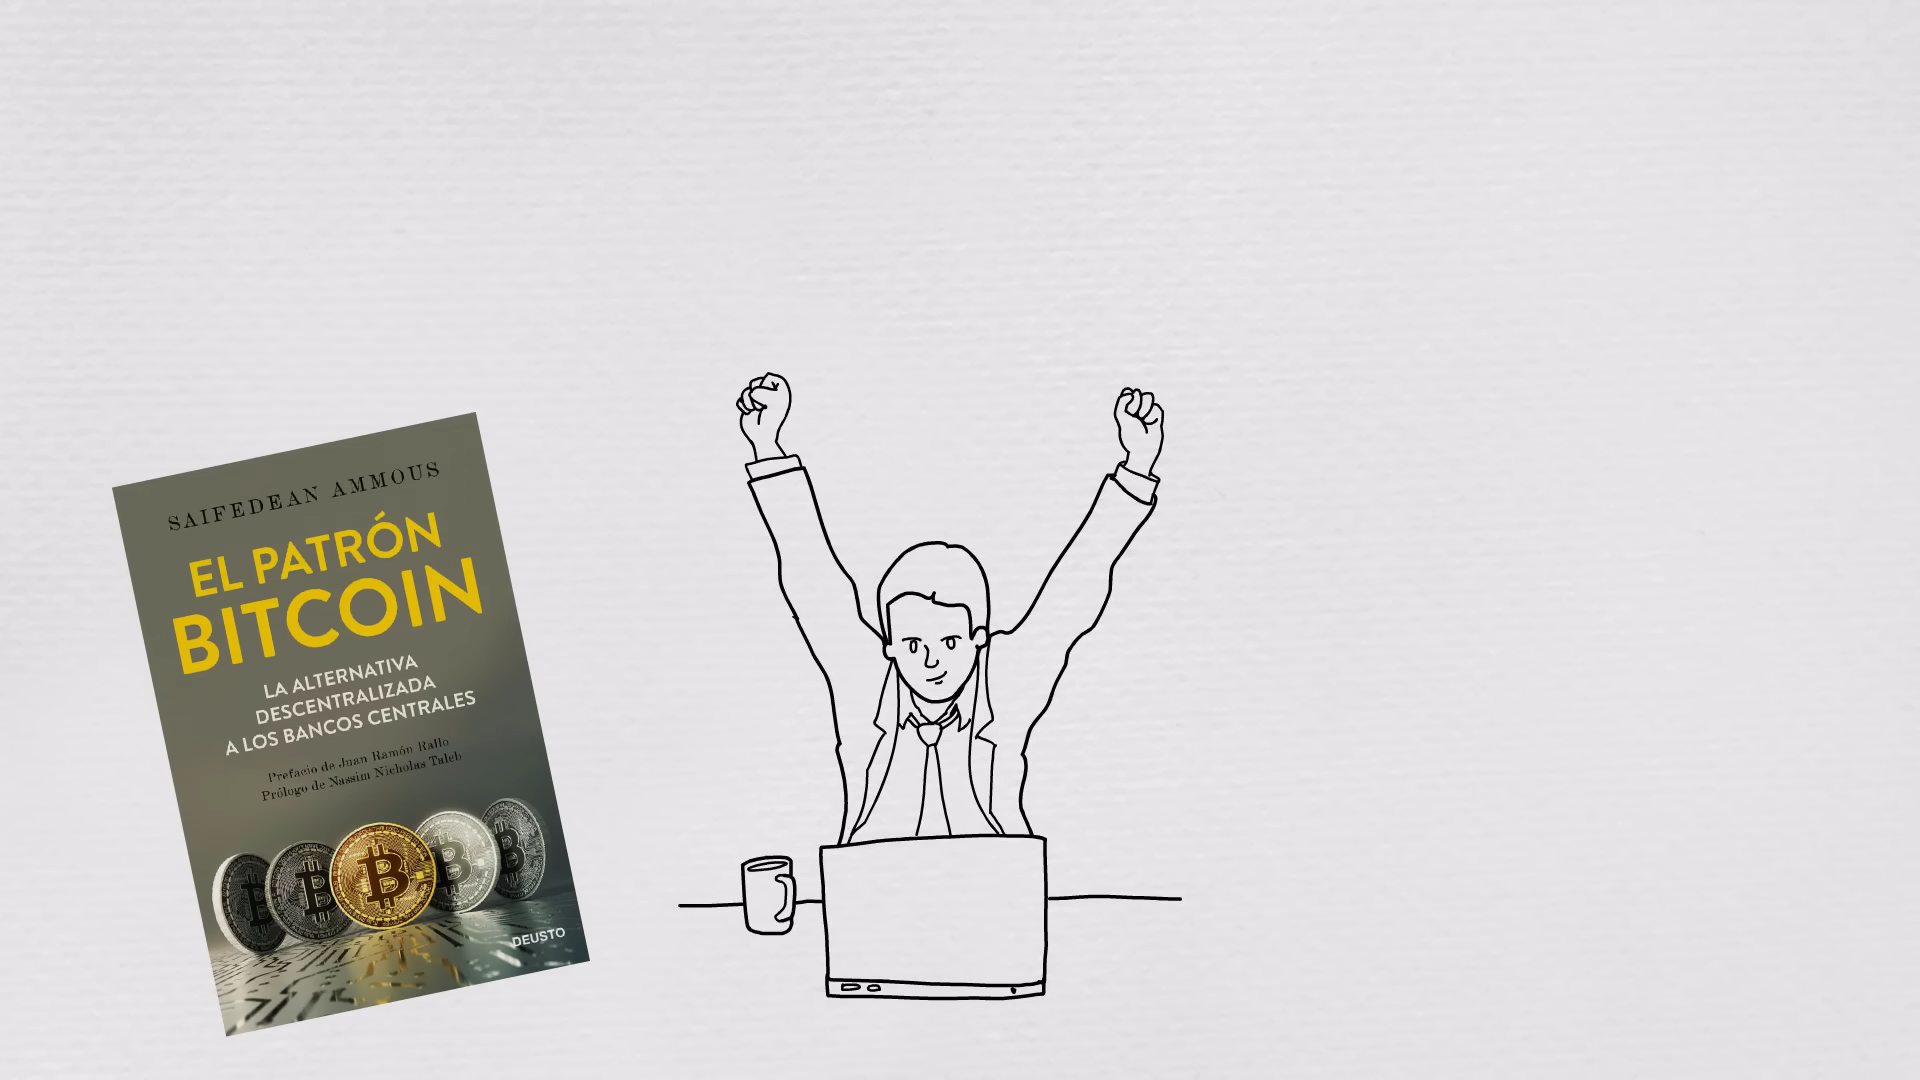 SAIFEDEAN AMMOUS
EL PATRÓN
BITCOIN
LA ALTERNATIVA
DESCENTRALIZADA
A LOS BANCOS CENTRALES
Prefacio de Juan Ramón Rallo
Prólogo de Nassim Nicholas Taleb
DEUSTO